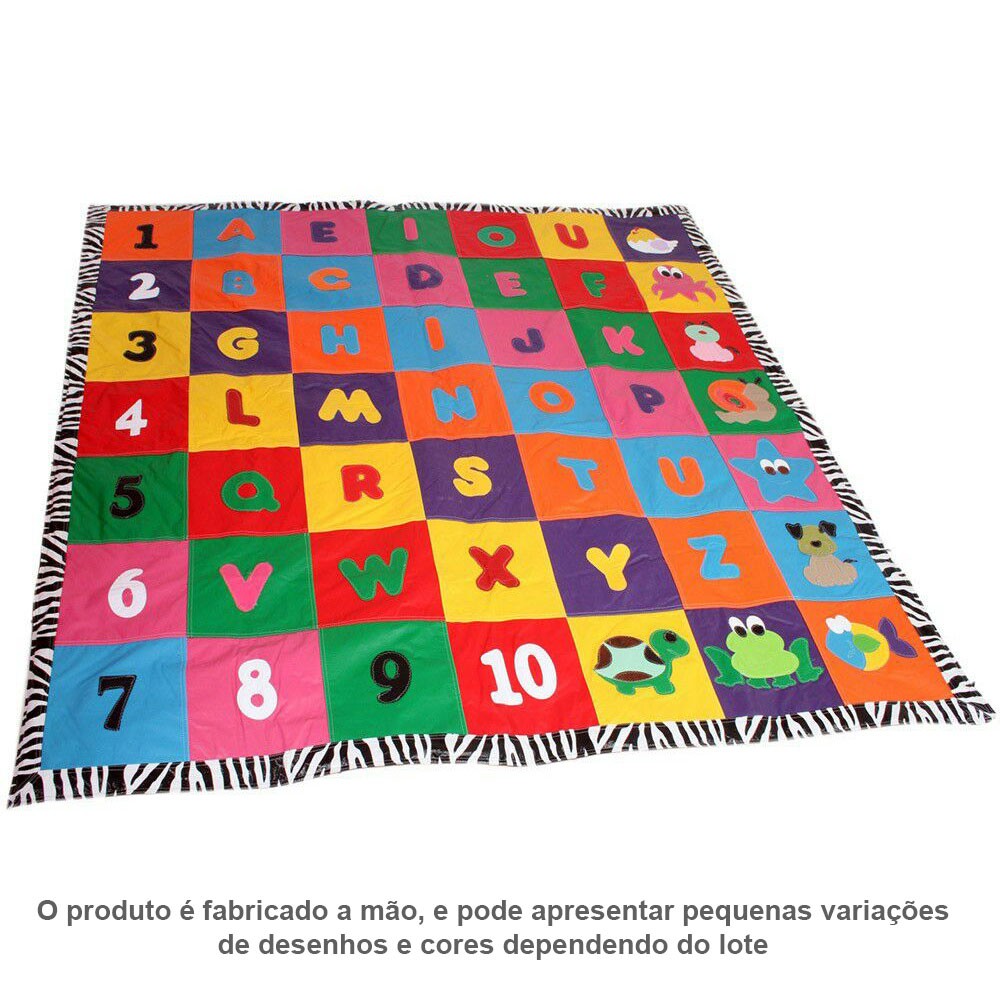 1 A E I O U
2 B C D E F
3 G H I J K
4 L M N O P
5 Q R S T U
6 V W X Y Z
7 8 9 10
O produto é fabricado a mão, e pode apresentar pequenas variações
de desenhos e cores dependendo do lote